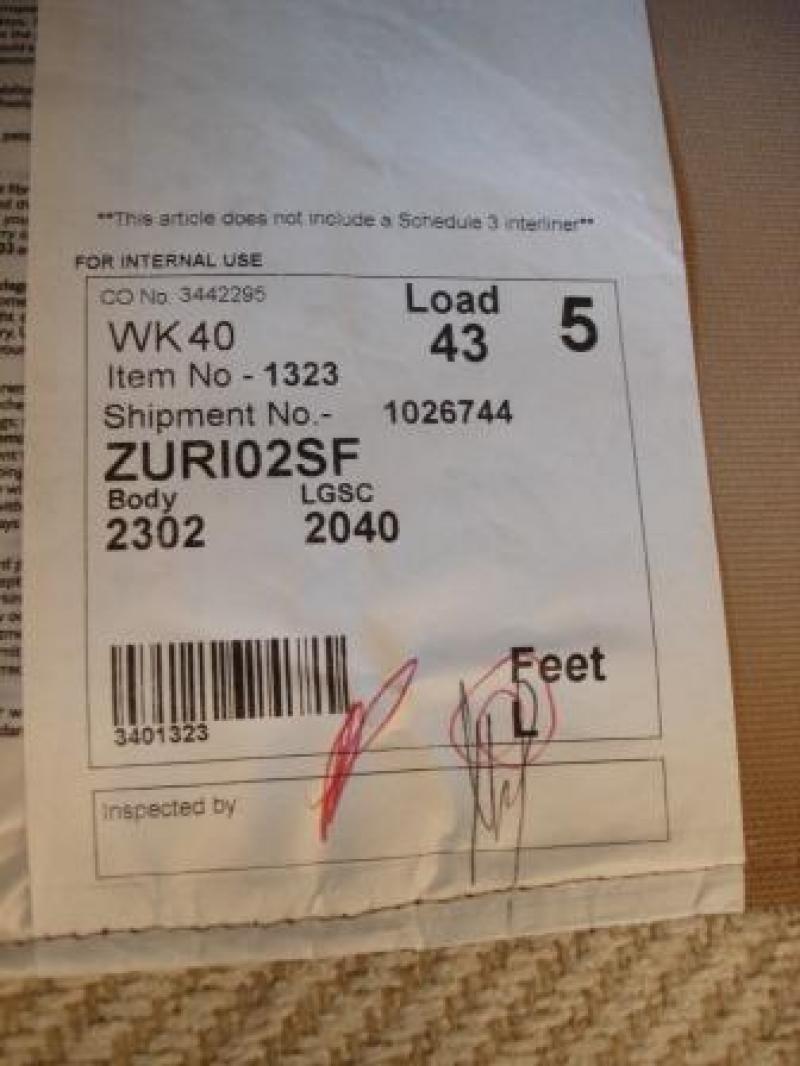 **This article does not include a Schedule 3 interliner**
FOR INTERNAL USE
CO No. 3442295
Load 5
WK40 43
Item No - 1323
Shipment No.- 1026744
ZURI02SF
Body LGSC
2302 2040
Feet
L
3401323
Inspected by